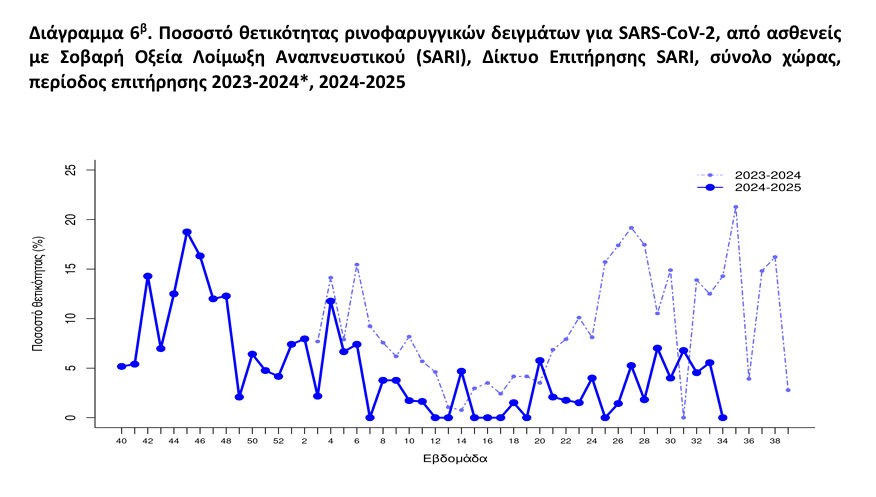 Διάγραμμα 6β. Ποσοστό θετικότητας ρινοφαρυγγικών δειγμάτων για SARS-CoV-2, από ασθενείς
με Σοβαρή Οξεία Λοίμωξη Αναπνευστικού (SARI), Δίκτυο Επιτήρησης SARI, σύνολο χώρας,
περίοδος επιτήρησης 2023-2024*, 2024-2025
2023-2024
2024-2025
Ποσοστό θετικότητας (%)
25
20
15
10
5
0
40 42 44 46 48 50 52 2 4 6 8 10 12 14 16 18 20 22 24 26 28 30 32 34 36 38
Εβδομάδα